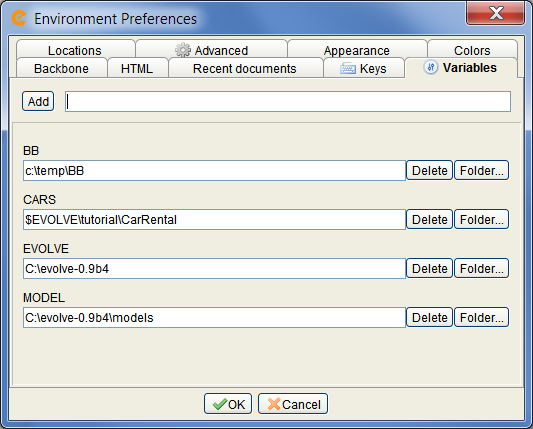 Environment Preferences
Locations Advanced Appearance Colors
Backbone HTML Recent documents Keys Variables
Add
BB
c:\temp\BB Delete Folder...
CARS
$EVOLVE\tutorial\CarRental Delete Folder...
EVOLVE
C:\evolve-0.9b4 Delete Folder...
MODEL
C:\evolve-0.9b4\models Delete Folder...
OK Cancel